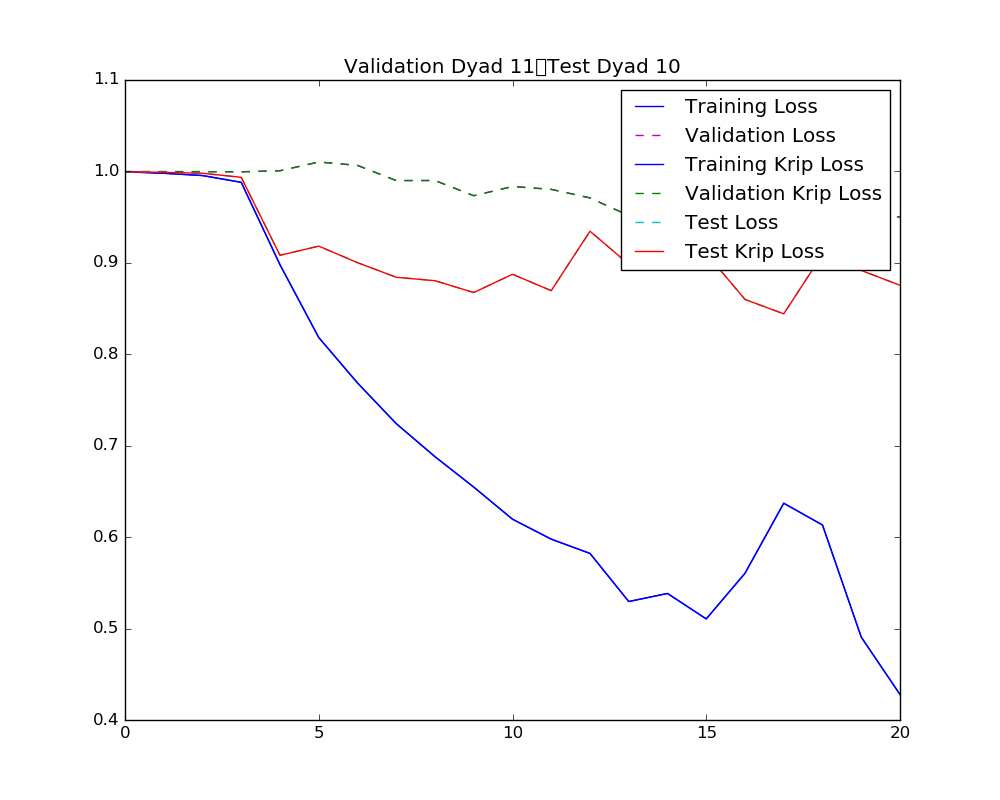 Validation Dyad 11▯Test Dyad 10
1.1
1.0
0.9
0.8
0.7
0.6
0.5
0.4
0
5
10
15
20
Training Loss
Validation Loss
Training Krip Loss
Validation Krip Loss
Test Loss
Test Krip Loss